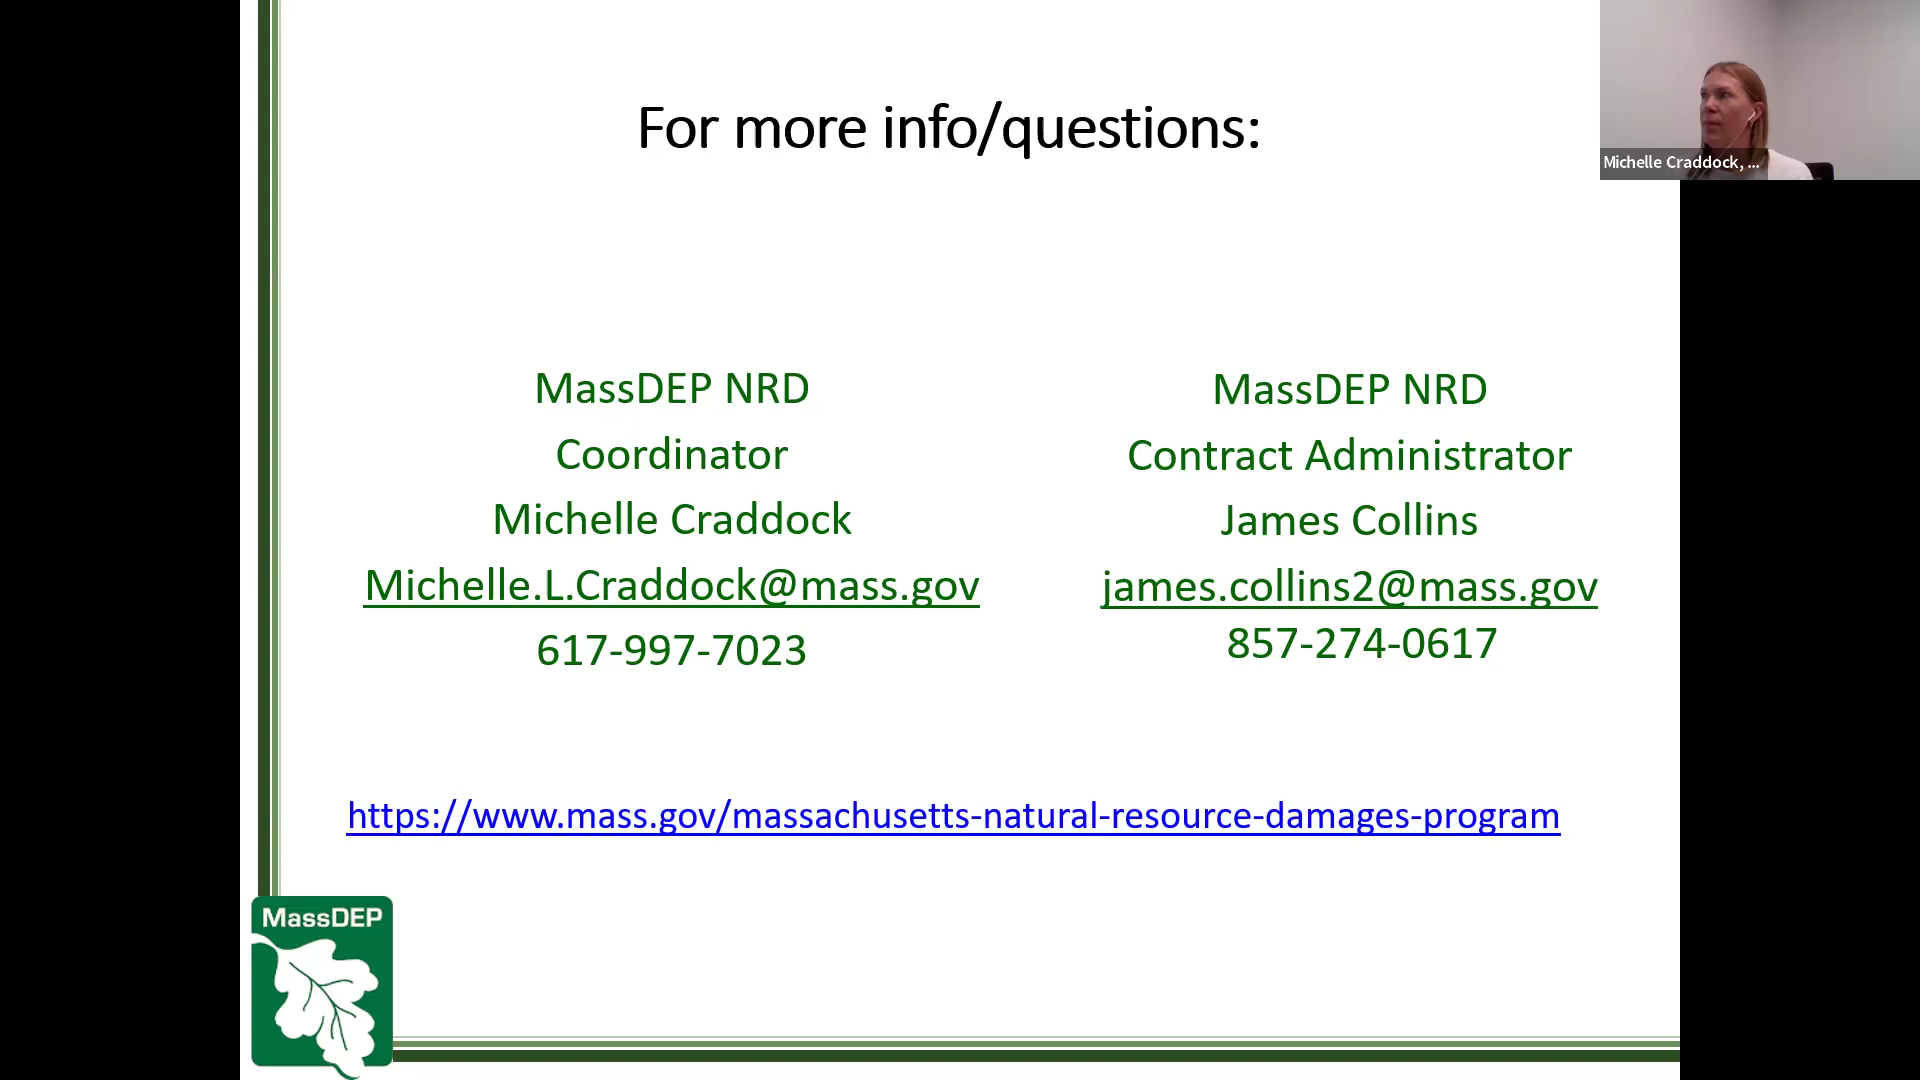 For more info/questions:
Michelle Craddock, ...
MassDEP NRD
Coordinator
Michelle Craddock
Michelle.L.Craddock@mass.gov
617-997-7023
MassDEP NRD
Contract Administrator
James Collins
james.collins2@mass.gov
857-274-0617
https://www.mass.gov/massachusetts-natural-resource-damages-program
MassDEP